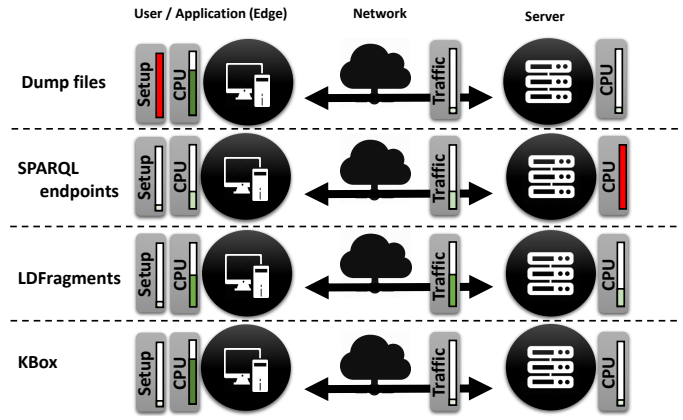 User / Application (Edge) Network Server
Dump files Setup CPU Traffic CPU
SPARQL
endpoints Setup CPU Traffic CPU
LDFragments Setup CPU Traffic CPU
KBox Setup CPU Traffic CPU